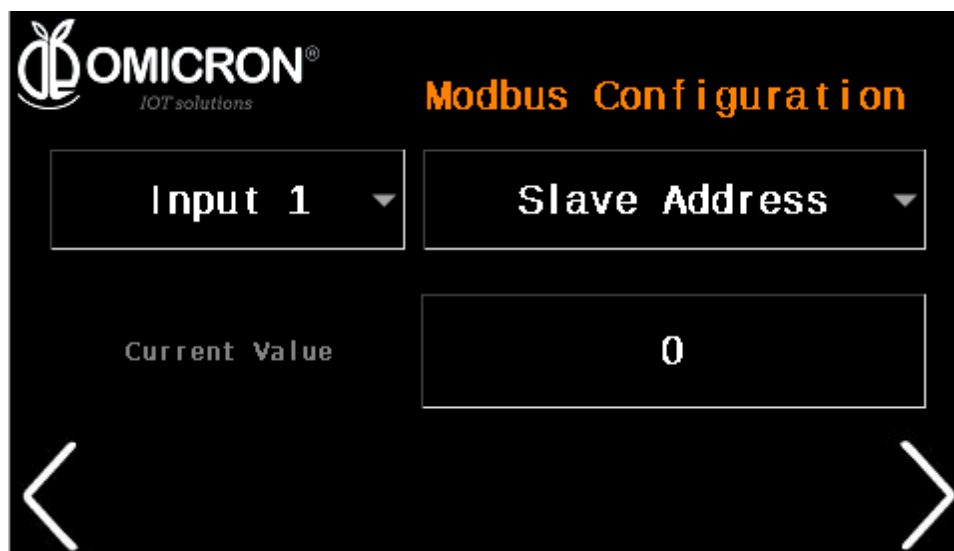 OMICRON®
IOT solutions
Modbus Configuration
Input 1
Slave Address
Current Value
0